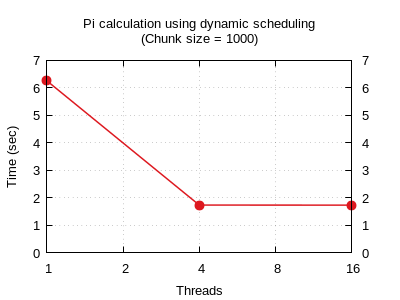 Pi calculation using dynamic scheduling
(Chunk size = 1000)
7 7
6 6
5 5
4 4
3 3
2 2
1 1
0 0
Time (sec)
1 2 4 8 16
Threads